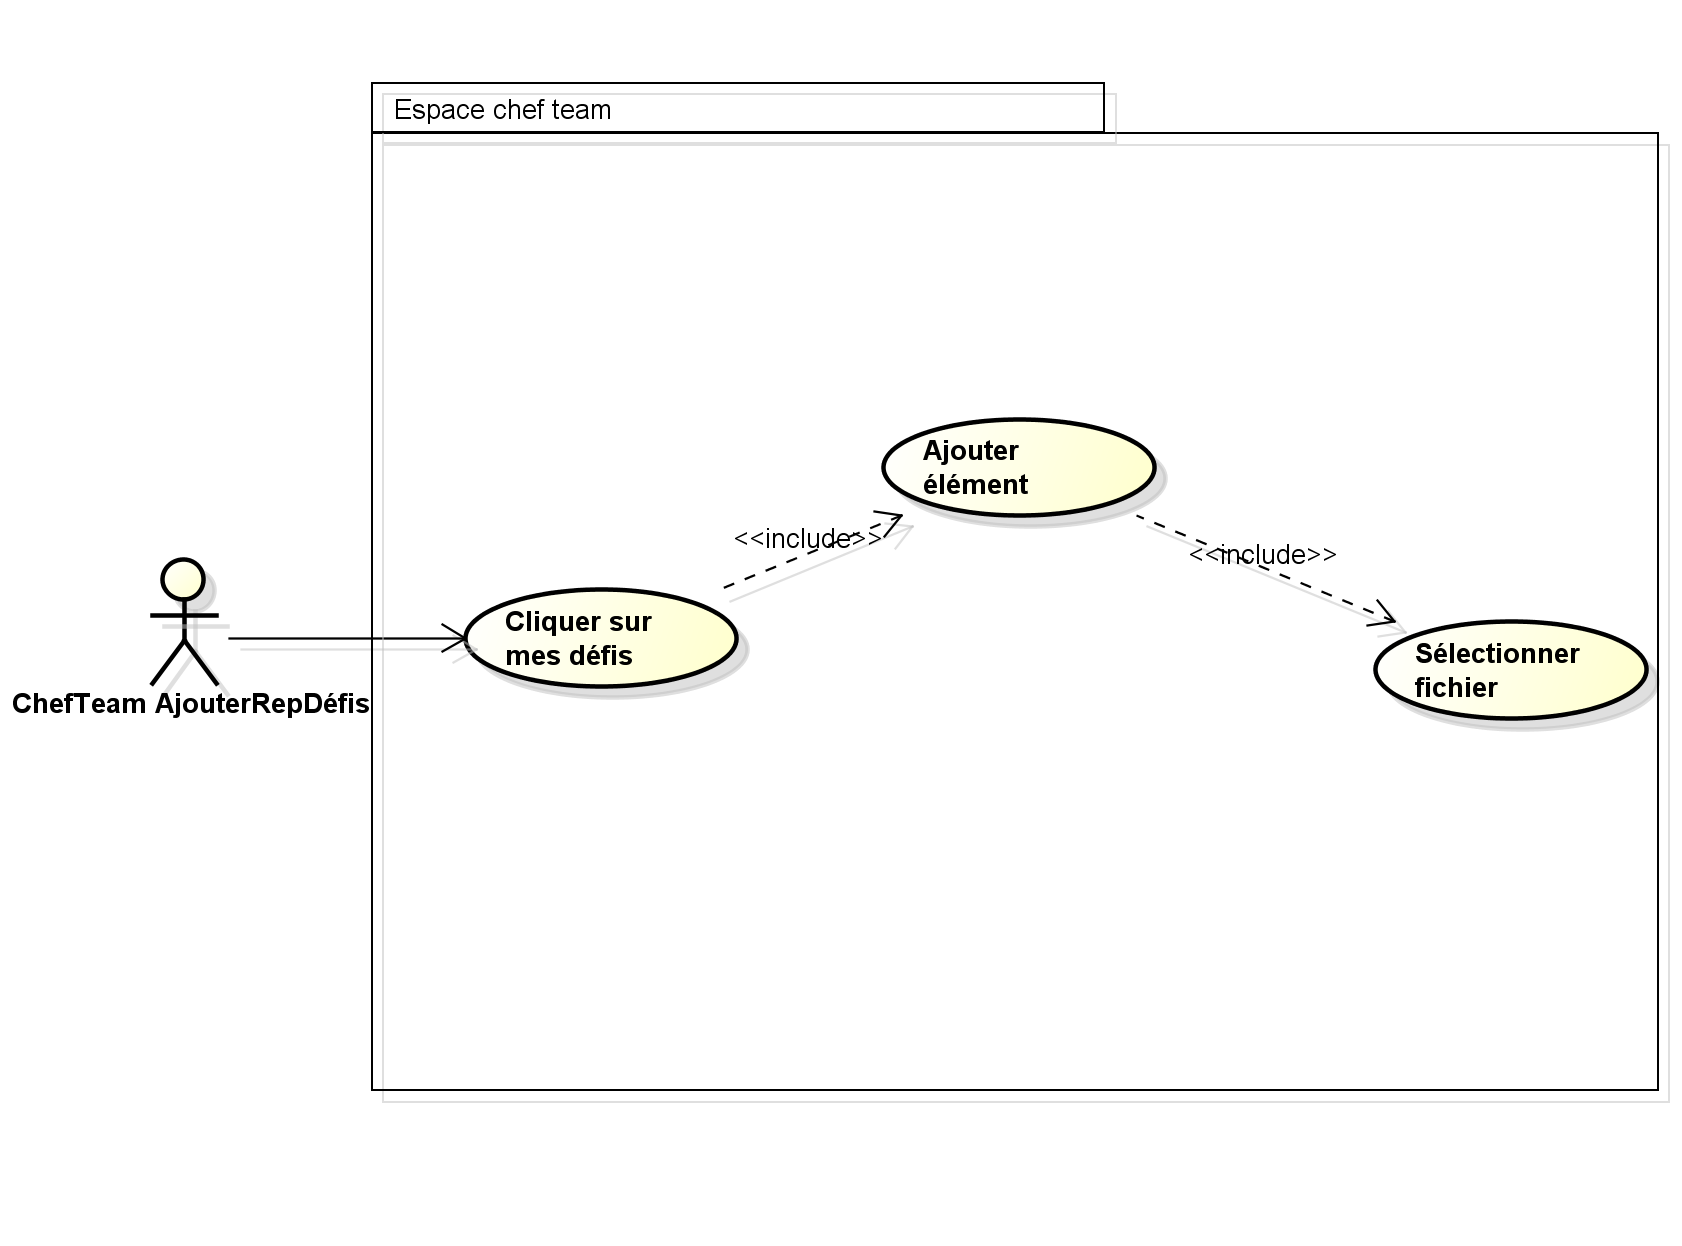 Espace chef team
Ajouter
élément
<<include>>
<<include>>
Cliquer sur
mes défis
Sélectionner
fichier
ChefTeam AjouterRepDéfis